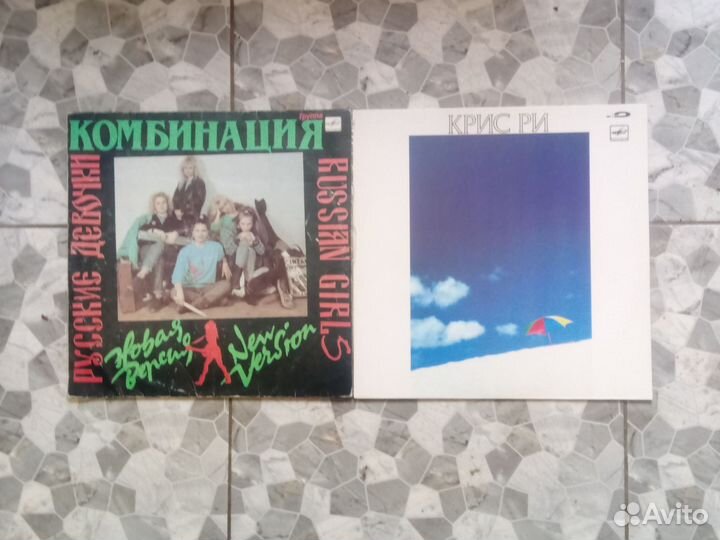 Группа
КОМБИНАЦИЯ
РУССКИЕ ДЕВОЧКИ
RUSSIAN GIRLS
Новая
версия
New
Version
КРИС РИ
Avito